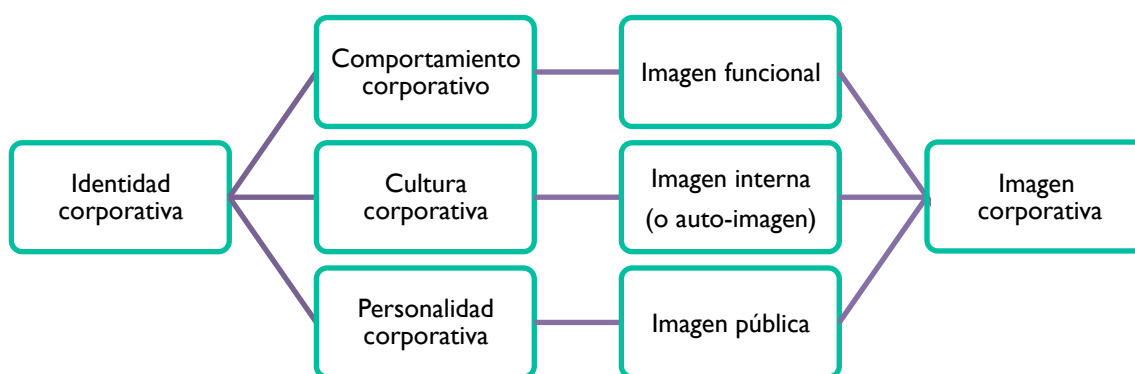 Comportamiento
corporativo
Imagen funcional
Identidad
corporativa
Cultura
corporativa
Imagen interna
(o auto-imagen)
Imagen
corporativa
Personalidad
corporativa
Imagen pública